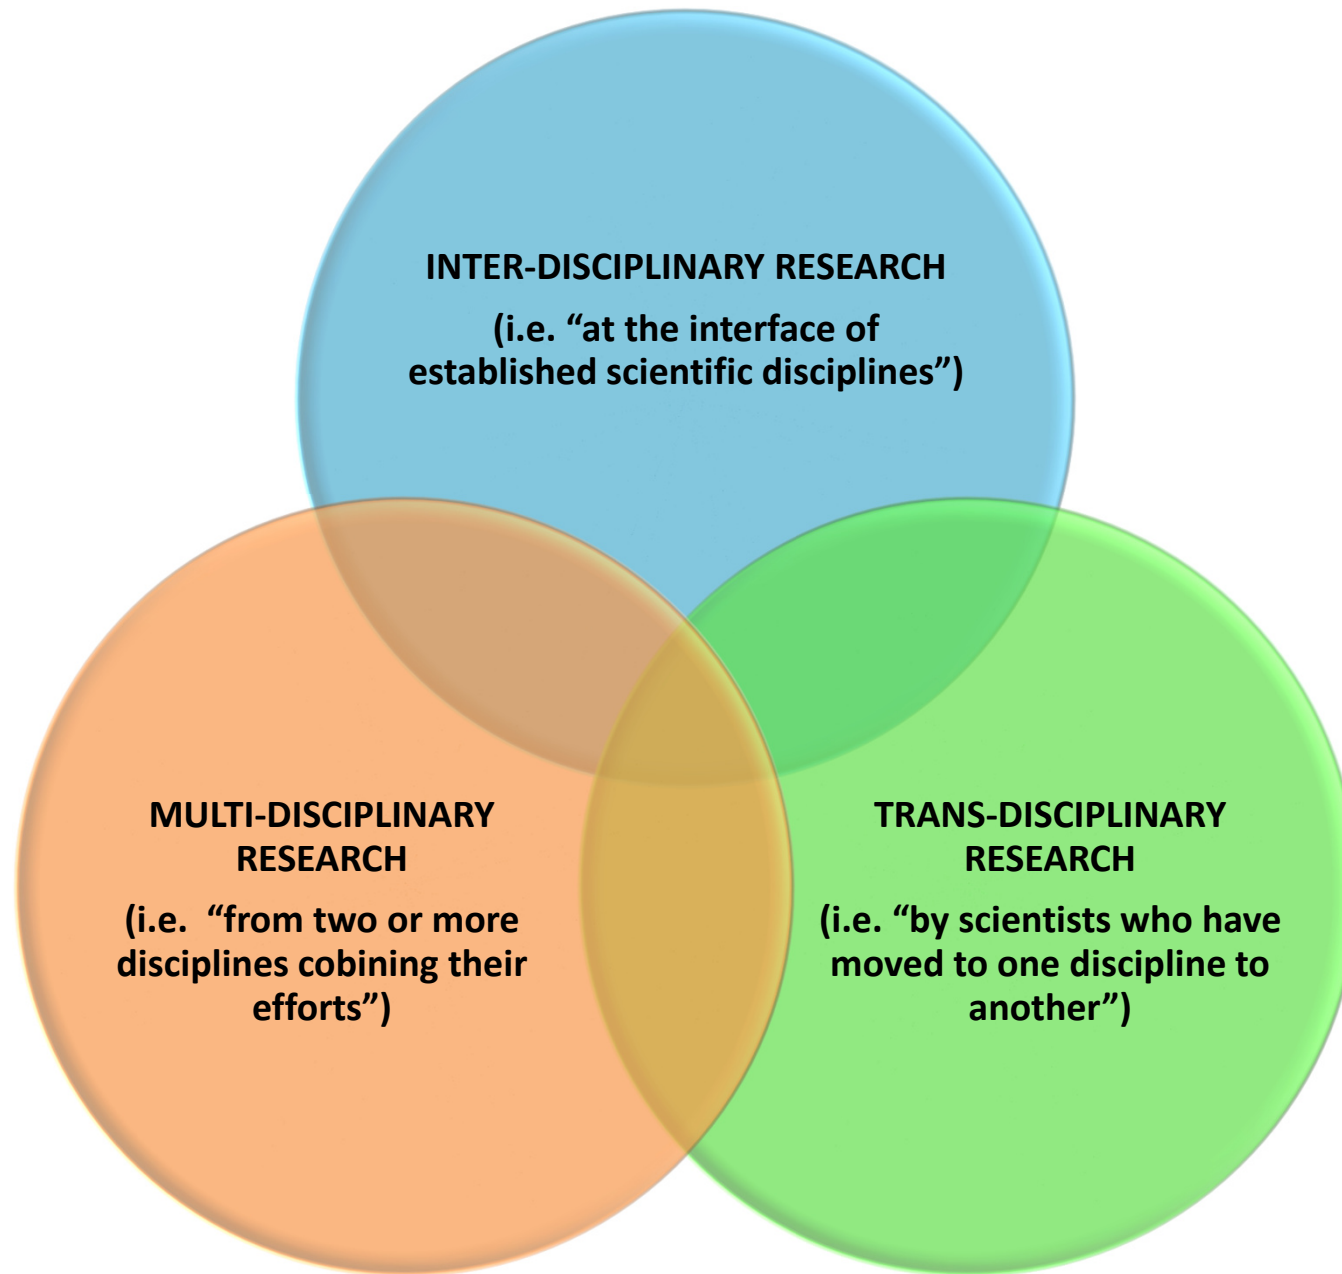 INTER-DISCIPLINARY RESEARCH
(i.e. “at the interface of
established scientific disciplines”)
MULTI-DISCIPLINARY
RESEARCH
(i.e.  “from two or more
disciplines cobining their
efforts”)
TRANS-DISCIPLINARY
RESEARCH
(i.e. “by scientists who have
moved to one discipline to
another”)